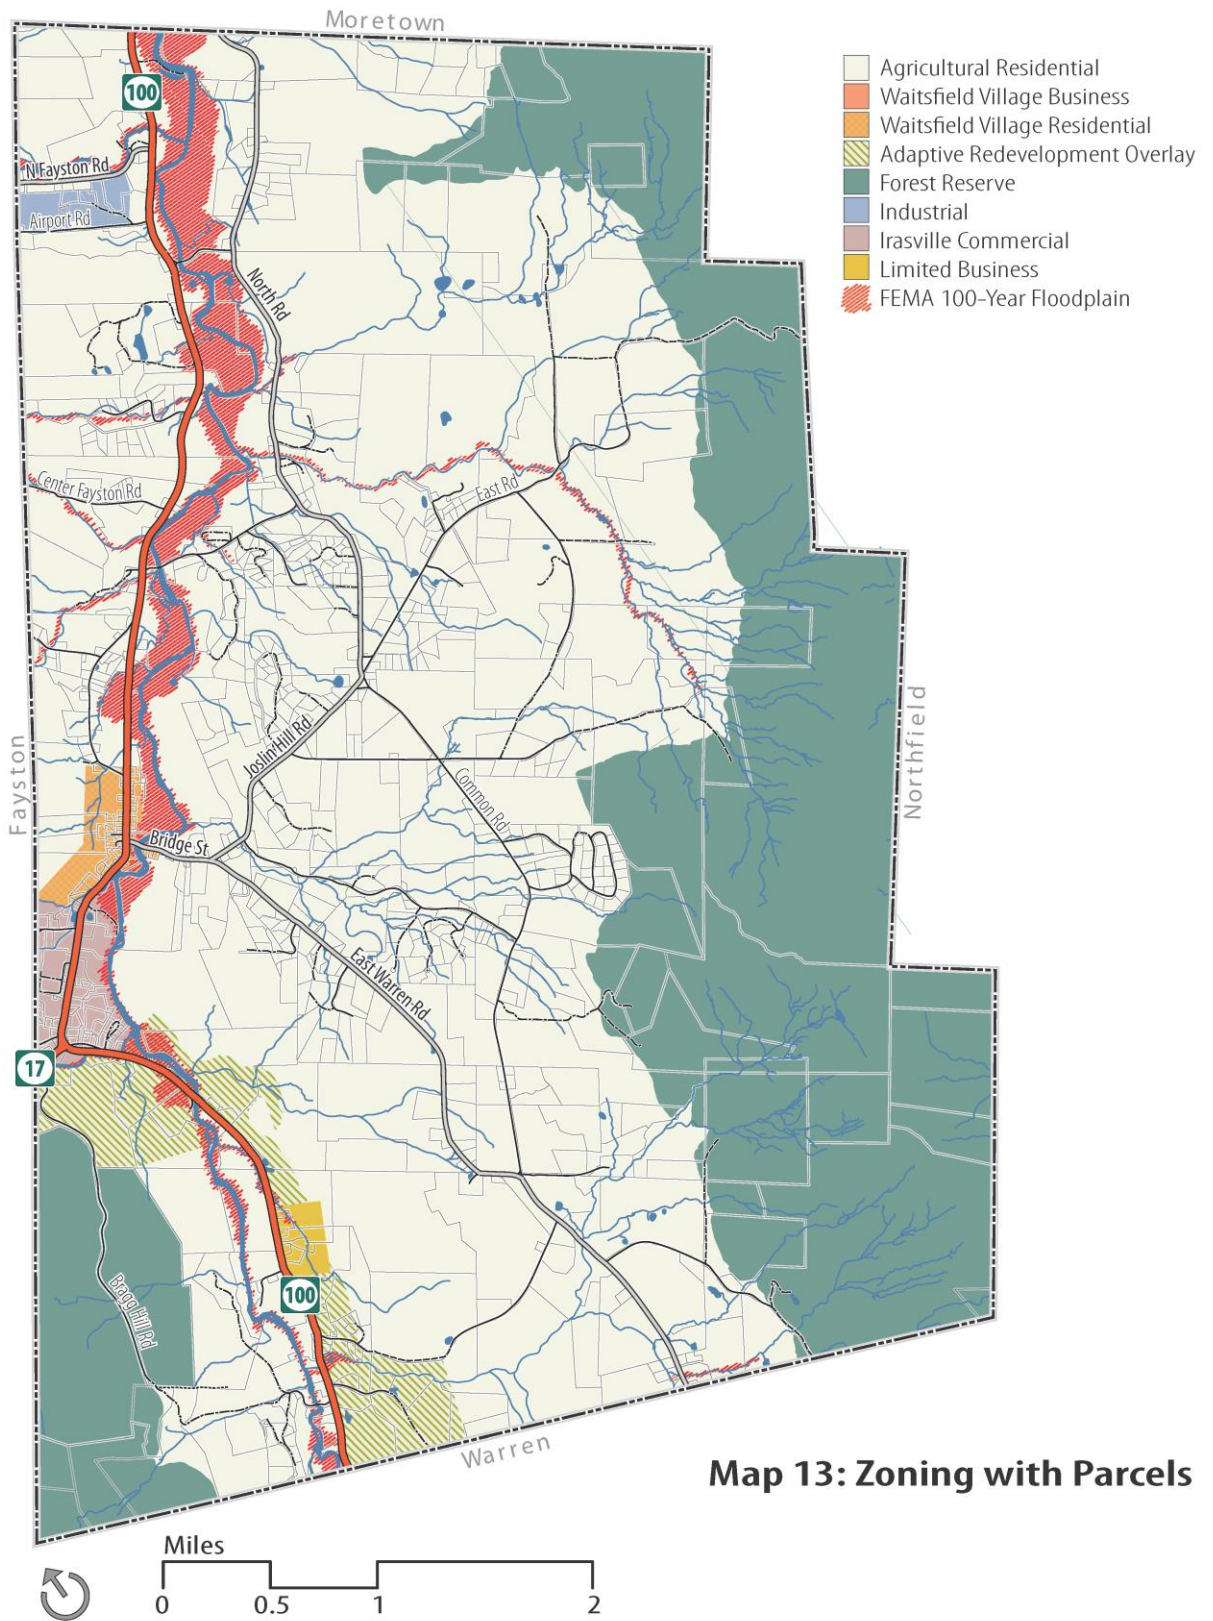 Moretown
100
Agricultural Residential
Waitsfield Village Business
Waitsfield Village Residential
Adaptive Redevelopment Overlay
Forest Reserve
Industrial
Irasville Commercial
Limited Business
FEMA 100-Year Floodplain
N Fayston Rd
Airport Rd
North Rd
Center Fayston Rd
East Rd
Fayston
Northfield
Joslin Hill Rd
Common Rd
Bridge St
East Warren Rd
17
100
Bragg Hill Rd
Warren
Map 13: Zoning with Parcels
Miles
0 0.5 1 2